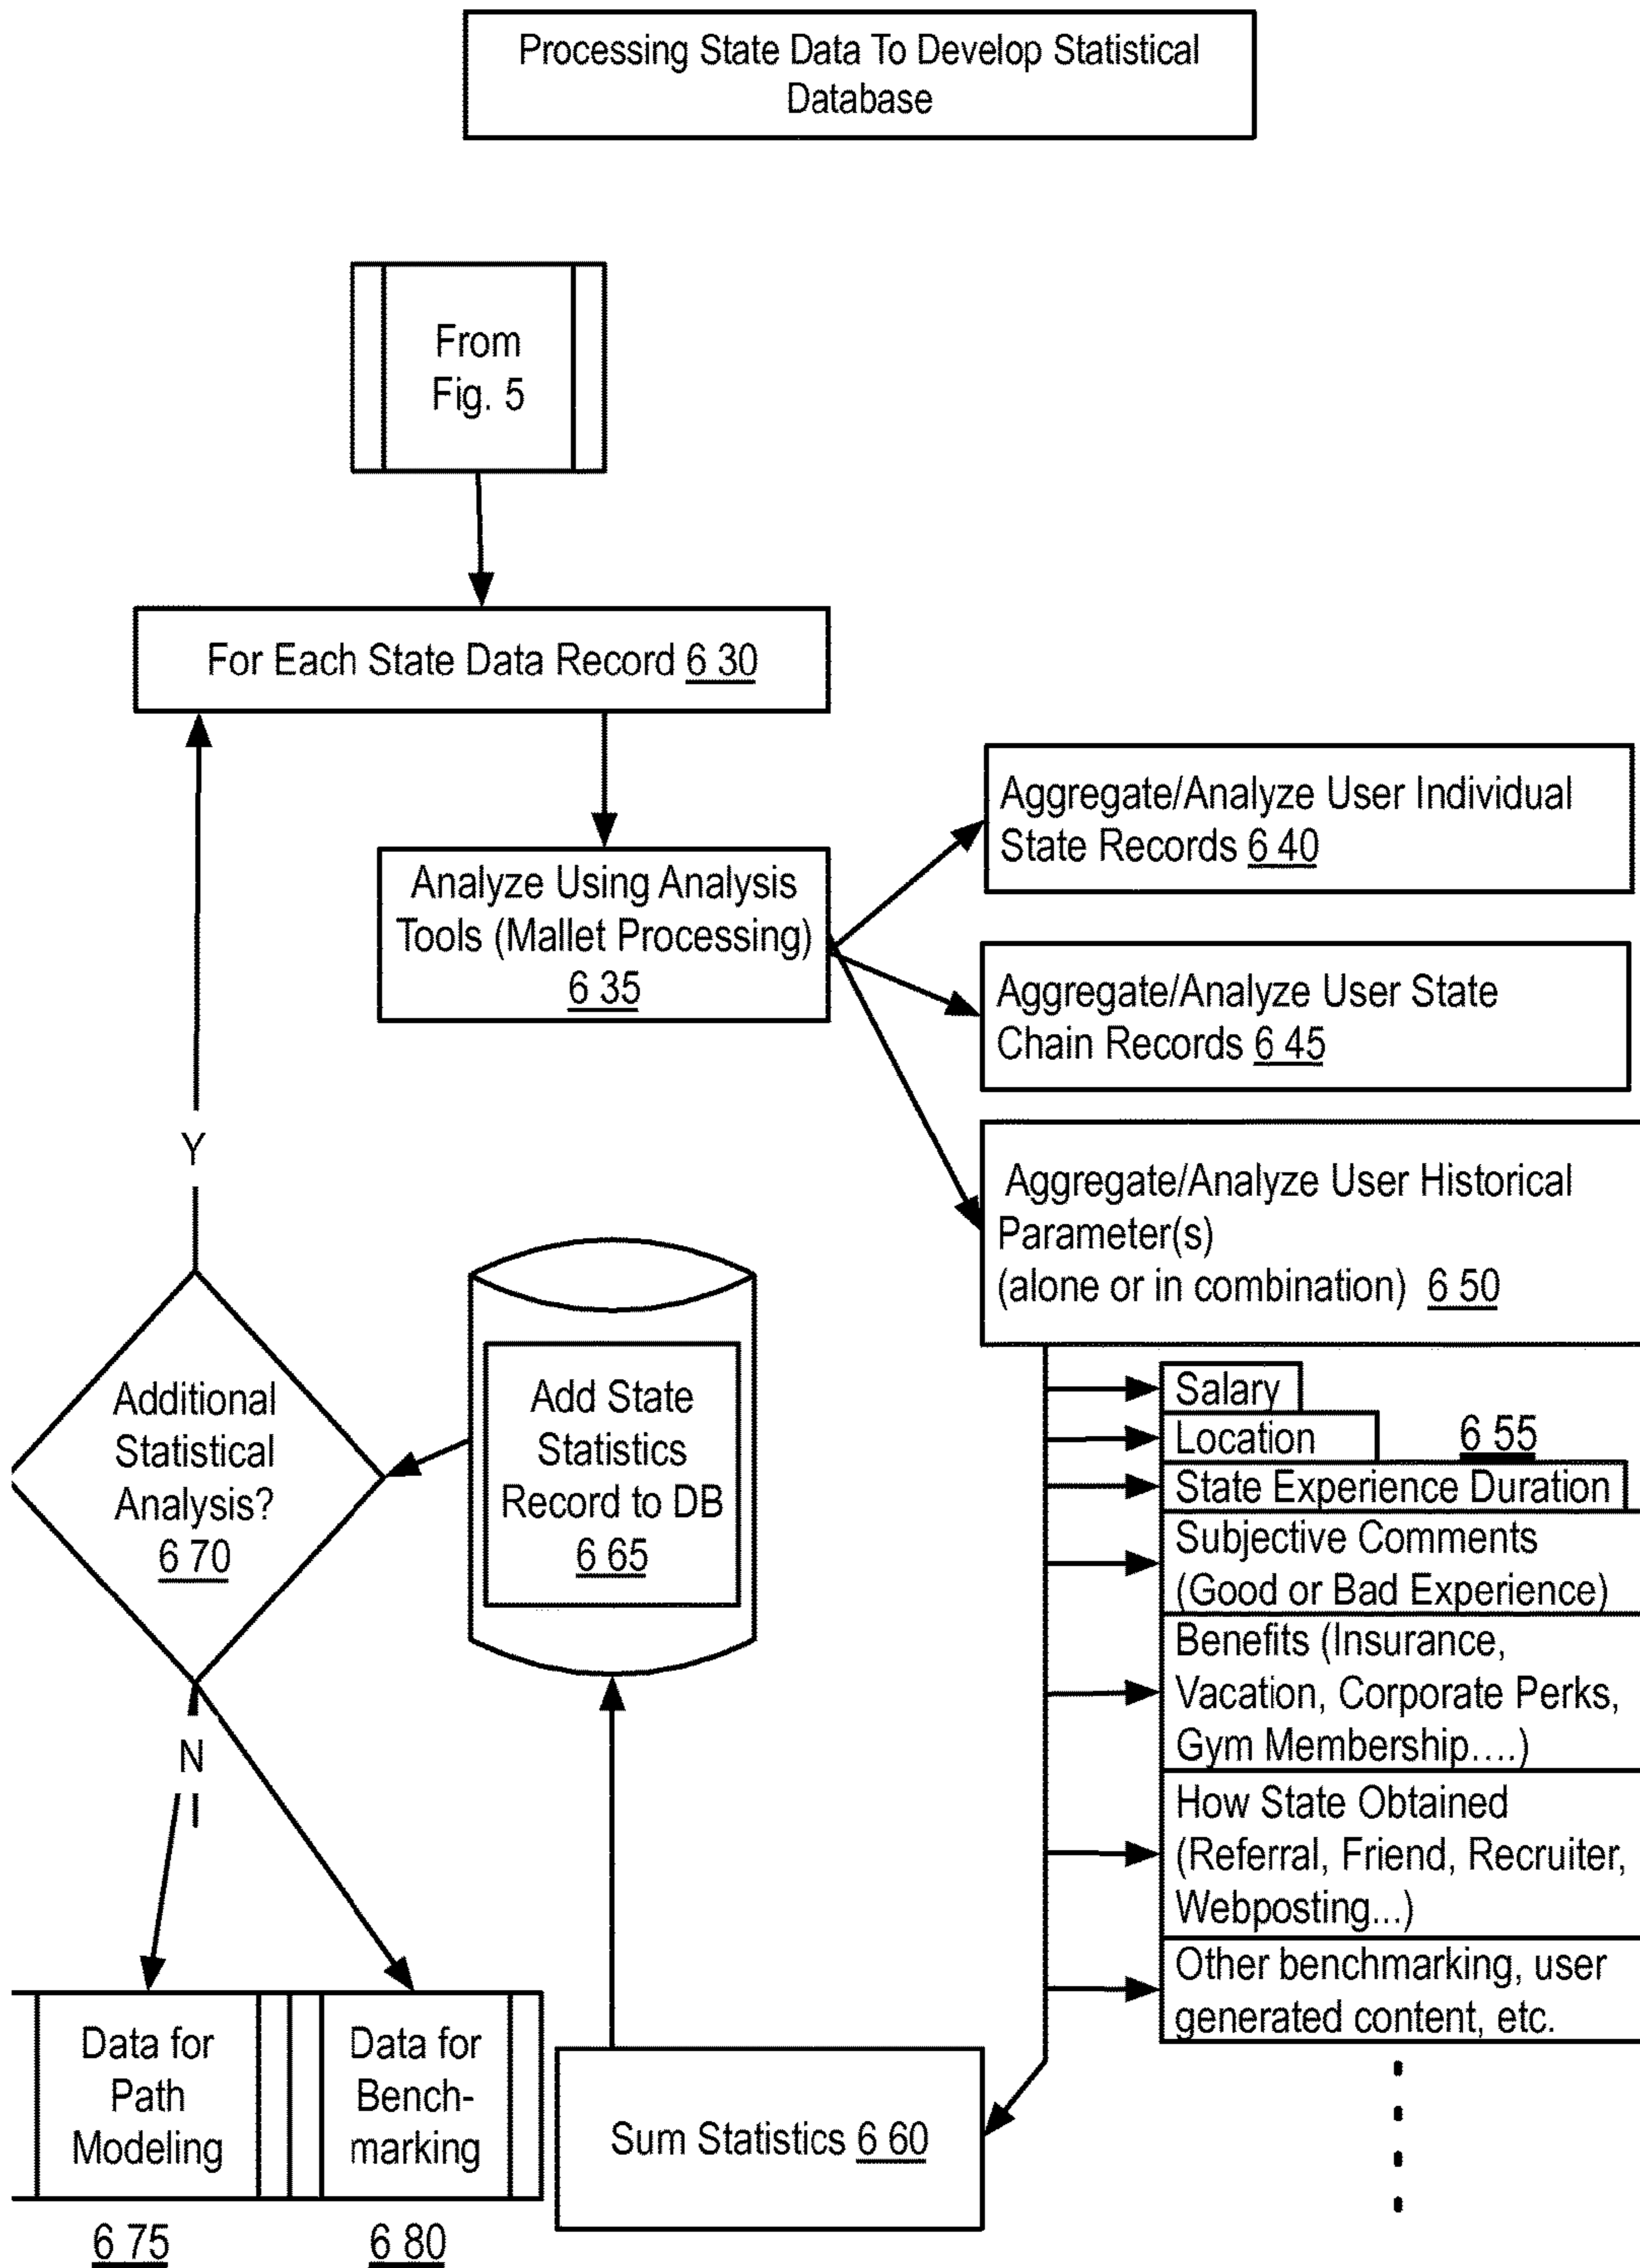 Processing State Data To Develop Statistical
Database
From
Fig. 5
For Each State Data Record 6 30
Analyze Using Analysis
Tools (Mallet Processing)
6 35
Aggregate/Analyze User Individual
State Records 6 40
Aggregate/Analyze User State
Chain Records 6 45
Aggregate/Analyze User Historical
Parameter(s)
(alone or in combination) 6 50
Salary
Location
6 55
State Experience Duration
Subjective Comments
(Good or Bad Experience)
Benefits (Insurance,
Vacation, Corporate Perks,
Gym Membership....)
How State Obtained
(Referral, Friend, Recruiter,
Webposting...)
Other benchmarking, user
generated content, etc.
Sum Statistics 6 60
Add State
Statistics
Record to DB
6 65
Additional
Statistical
Analysis?
6 70
Y
N
Data for
Path
Modeling
6 75
Data for
Bench-
marking
6 80